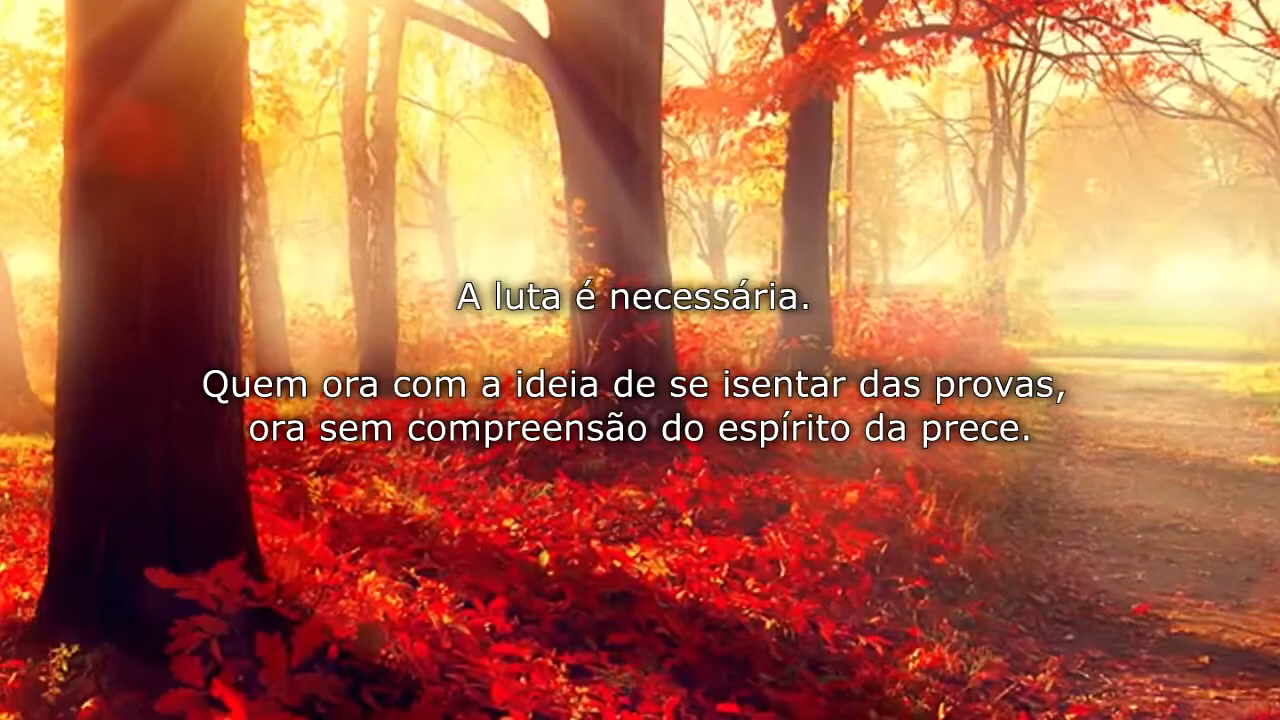 A luta é necessária.
Quem ora com a ideia de se isentar das provas,
ora sem compreensão do espírito da prece.